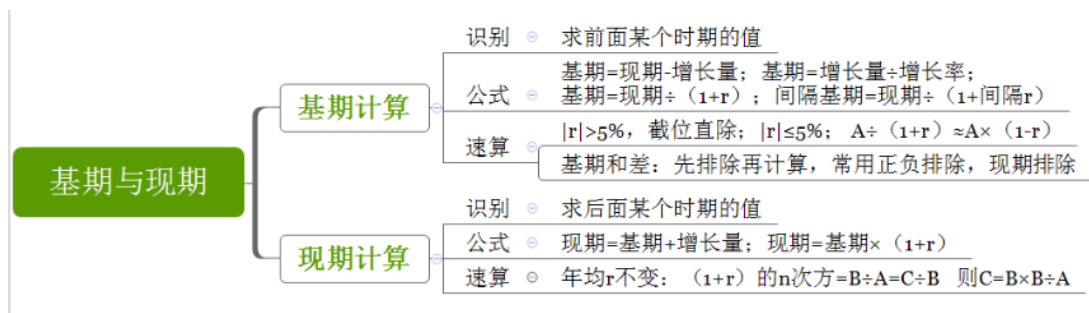 基期与现期
基期计算
识别
求前面某个时期的值
公式
基期=现期-增长量；基期=增长量÷增长率；
基期=现期÷（1+r）；间隔基期=现期÷（1+间隔r）
速算
|r|>5%，截位直除；|r|≤5%； A÷（1+r）≈A×（1-r）
基期和差：先排除再计算，常用正负排除，现期排除
现期计算
识别
求后面某个时期的值
公式
现期=基期+增长量；现期=基期×（1+r）
速算
年均r不变：（1+r）的n次方=B÷A=C÷B 则C=B×B÷A